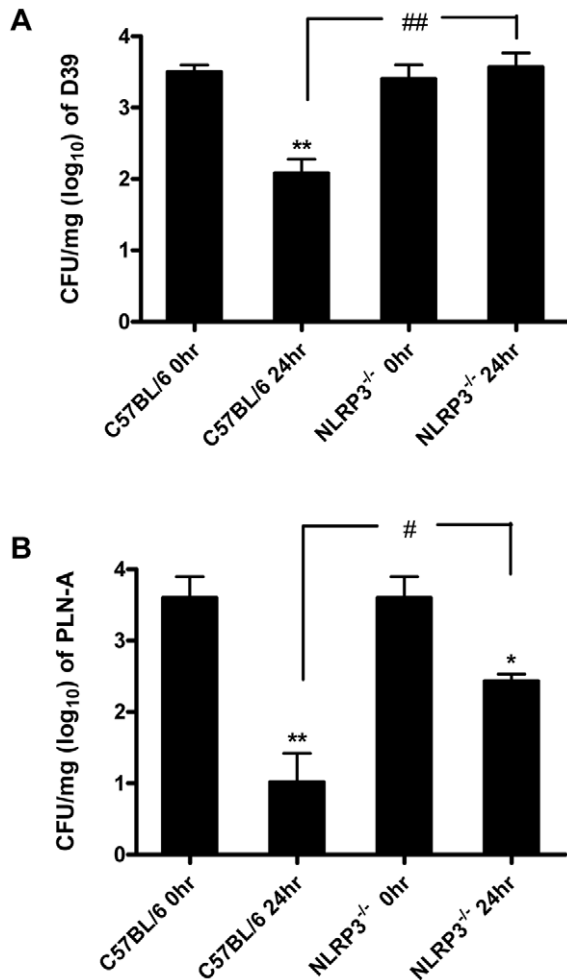 A
##
CFU/mg (log₁₀) of D39
4
3
**
2
1
0
C57BL/6 0hr
C57BL/6 24hr
NLRP3⁻/⁻ 0hr
NLRP3⁻/⁻ 24hr
B
#
CFU/mg (log₁₀) of PLN-A
4
3
*
2
**
1
0
C57BL/6 0hr
C57BL/6 24hr
NLRP3⁻/⁻ 0hr
NLRP3⁻/⁻ 24hr